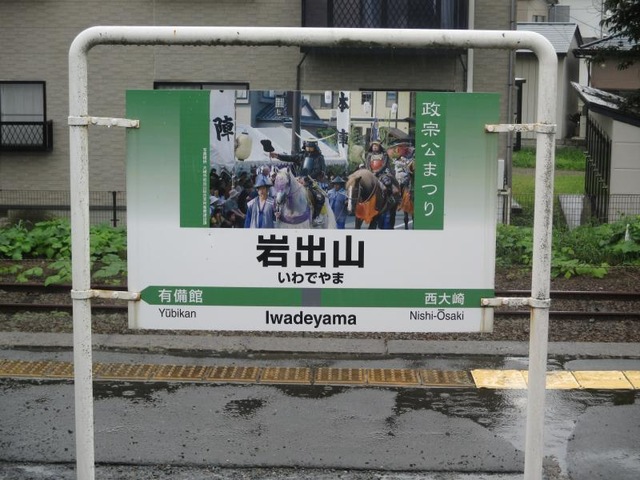 政宗公まつり
陣
本
岩出山
いわでやま
有備館
西大崎
Yūbikan
Iwadeyama
Nishi-Ōsaki